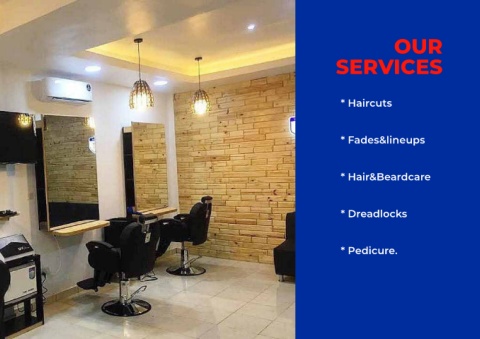 OUR
SERVICES
* Haircuts
* Fades&lineups
* Hair&Beardcare
* Dreadlocks
* Pedicure.